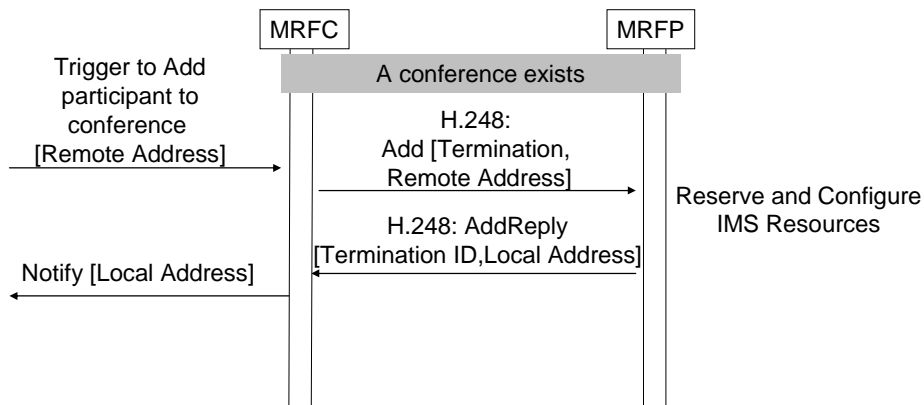 MRFC
MRFP
A conference exists
Trigger to Add
participant to
conference
[Remote Address]
H.248:
Add [Termination,
Remote Address]
Reserve and Configure
IMS Resources
H.248: AddReply
[Termination ID,Local Address]
Notify [Local Address]